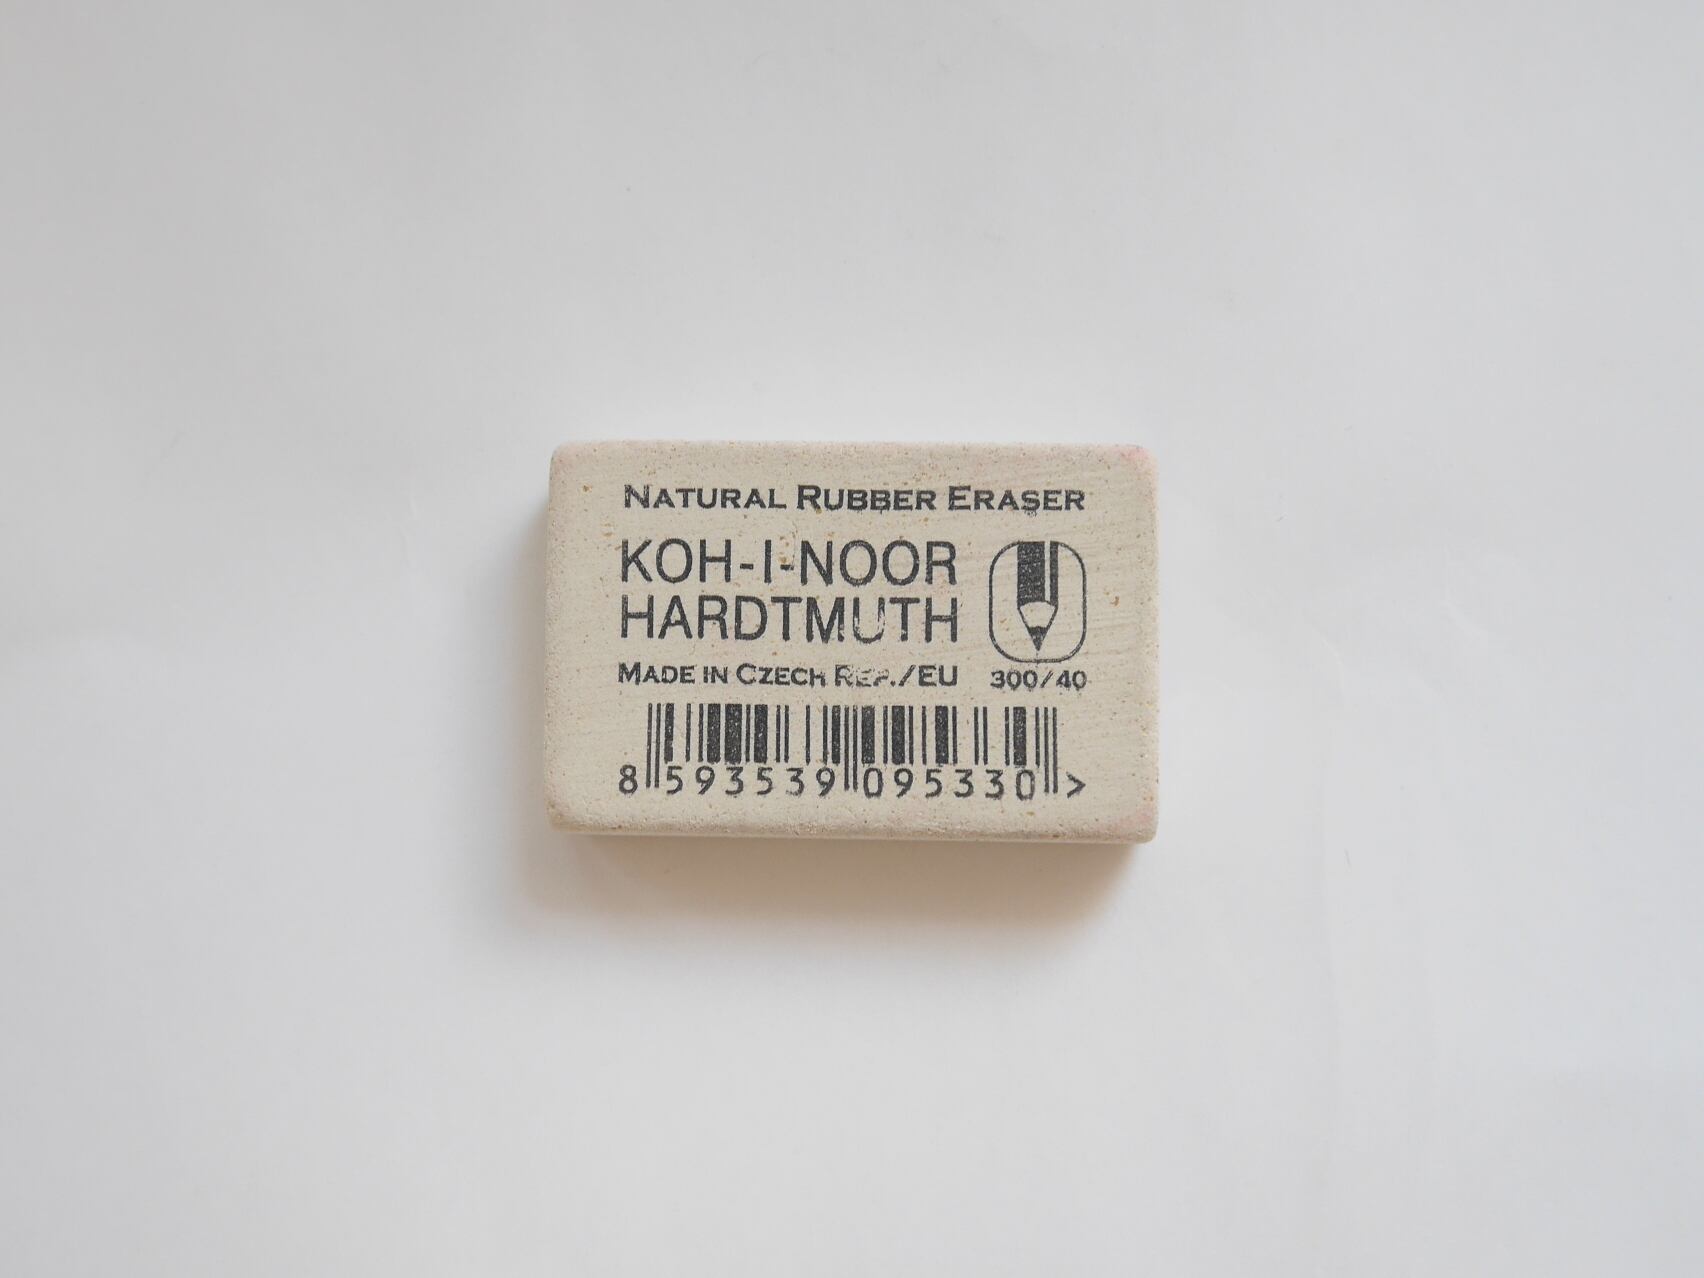 NATURAL RUBBER ERASER
KOH-I-NOOR
HARDTMUTH
MADE IN CZECH REP./EU 300/40
8 593539 095330 >